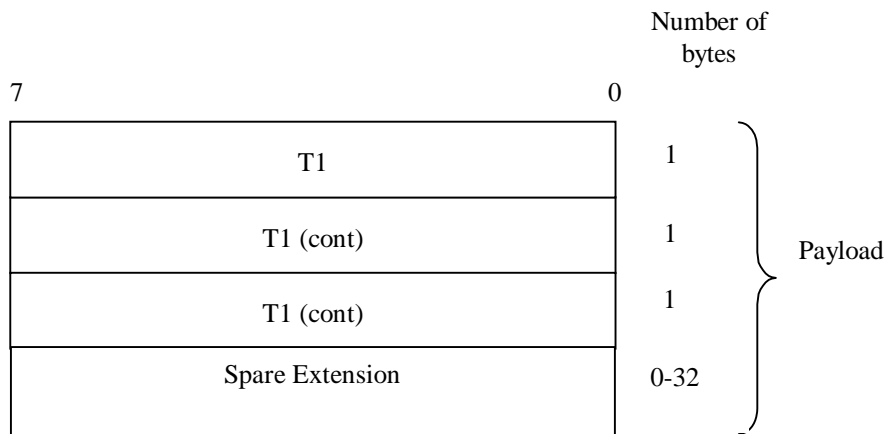 Number of
bytes
7 0
T1 1
T1 (cont) 1
T1 (cont) 1
Payload
Spare Extension 0-32